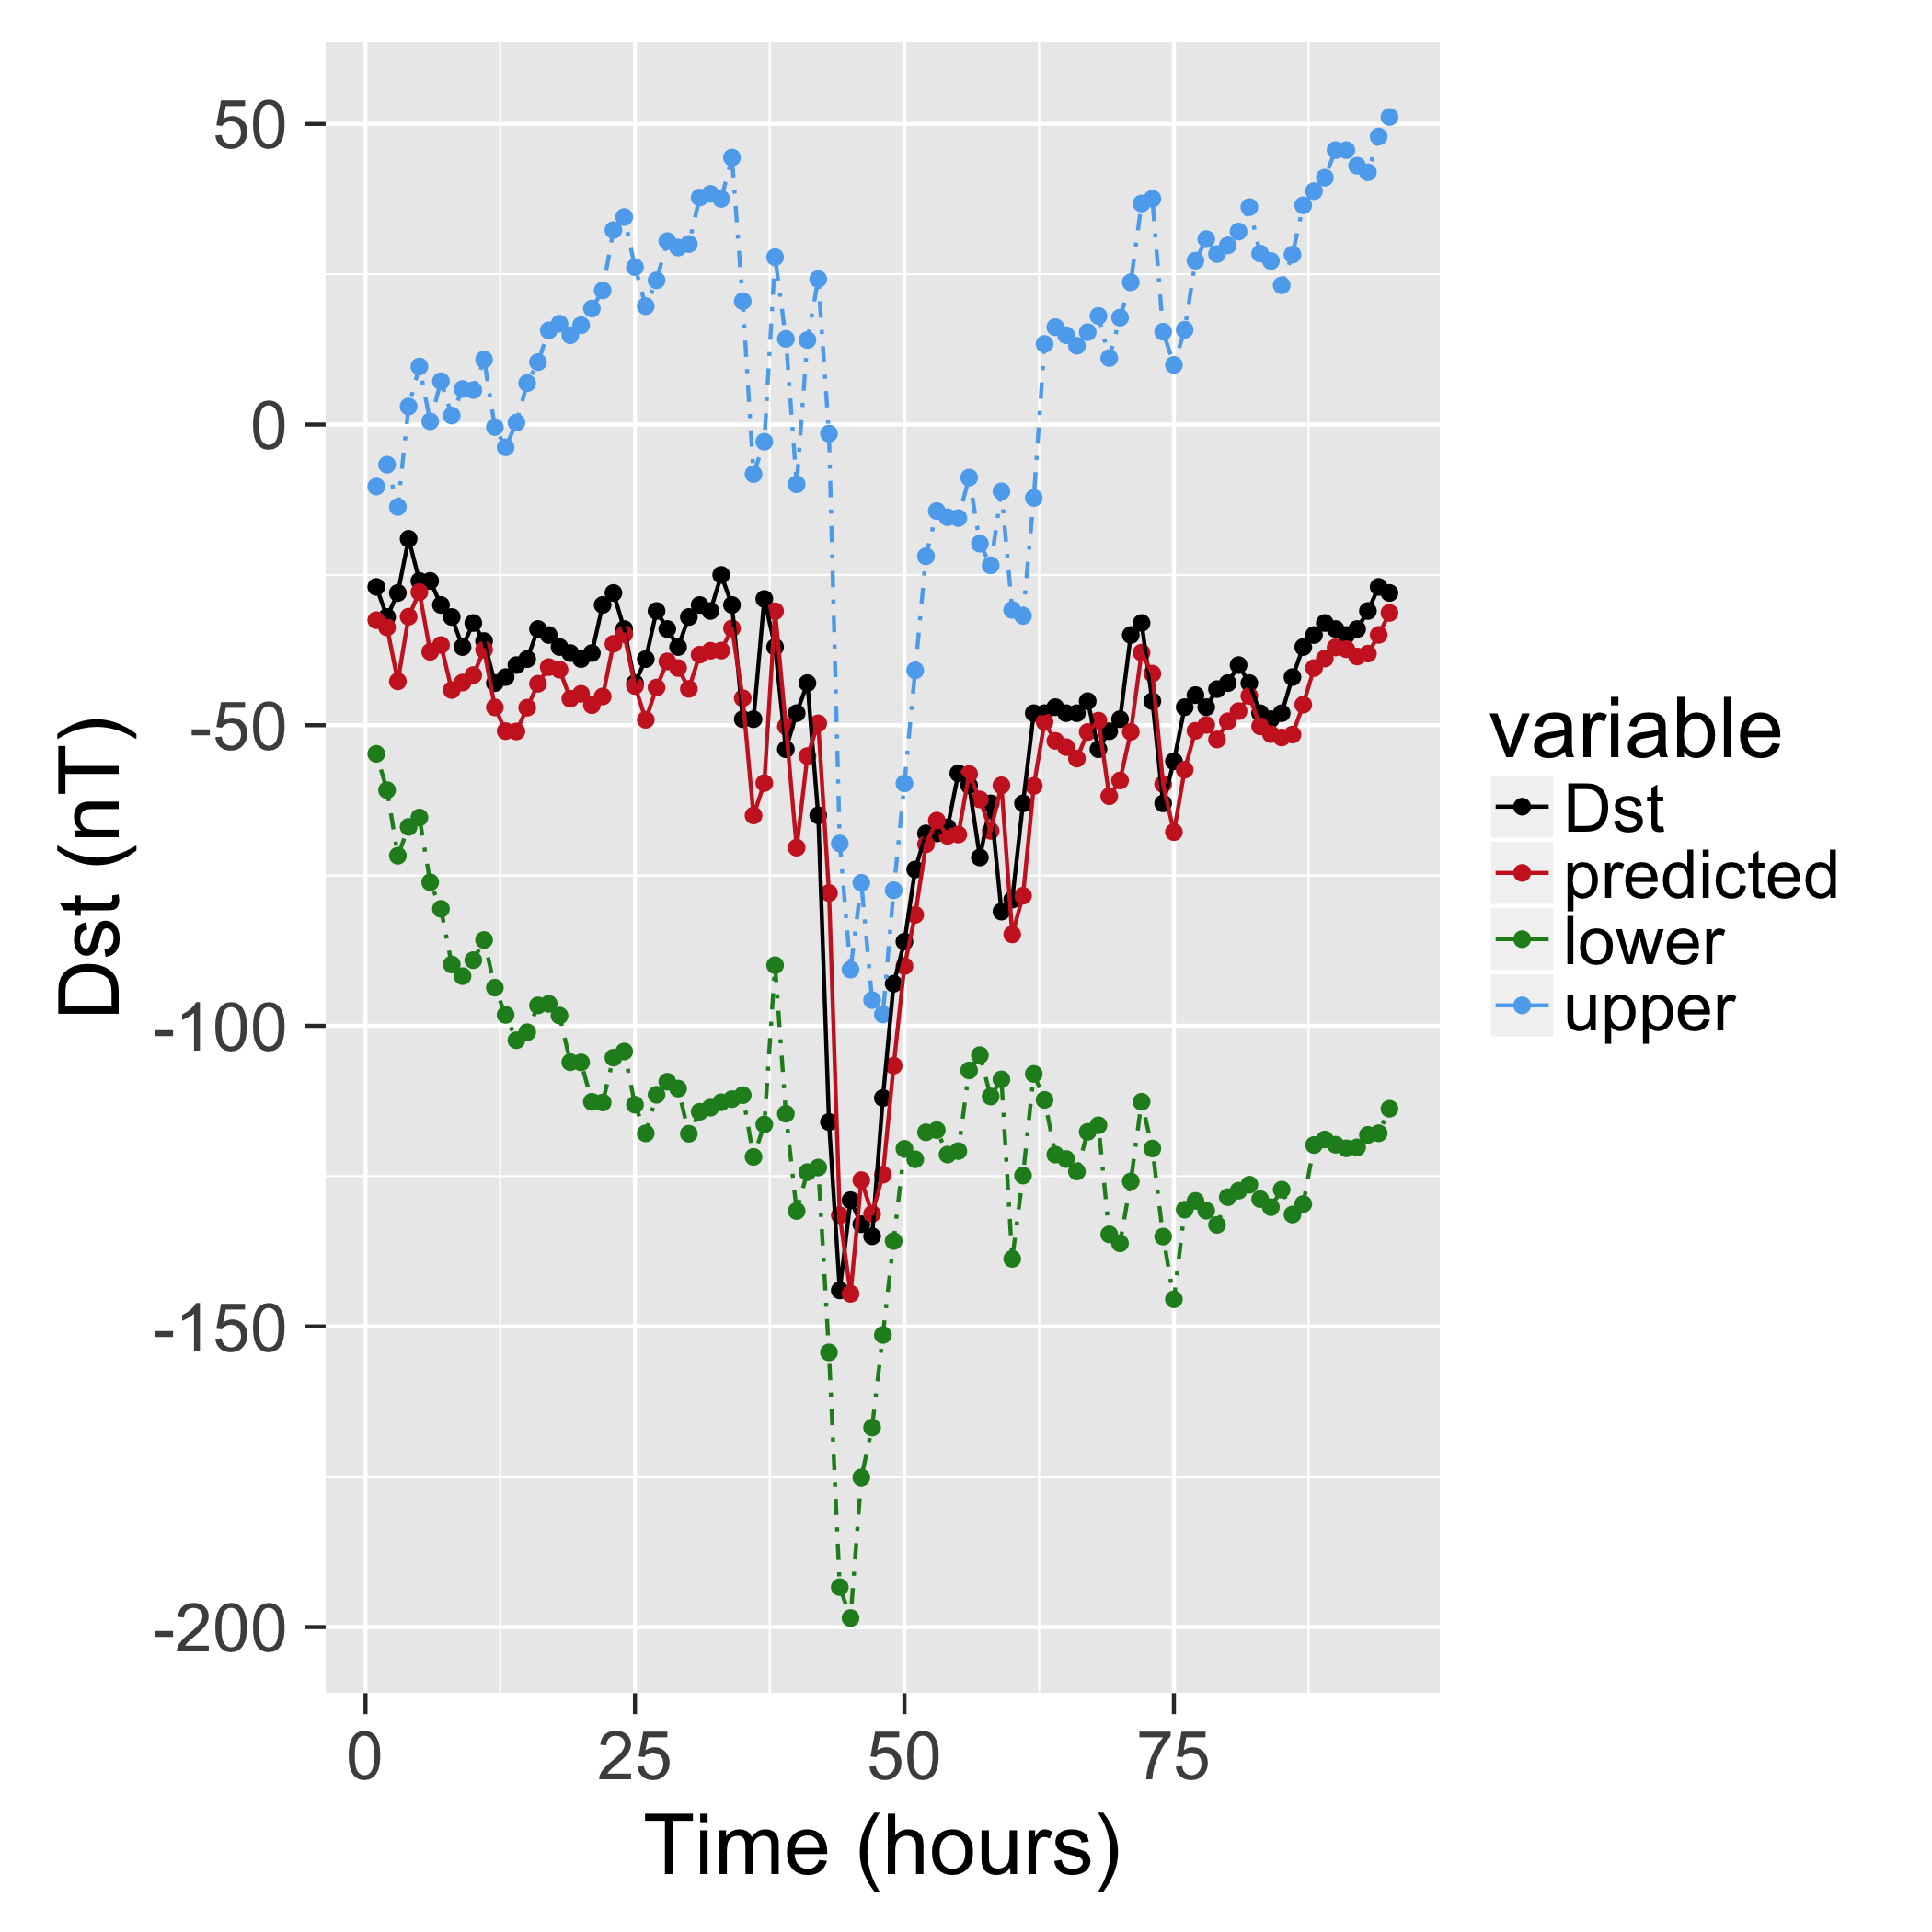 50
0
-50
-100
-150
-200
Dst (nT)
0 25 50 75
Time (hours)
variable
Dst
predicted
lower
upper